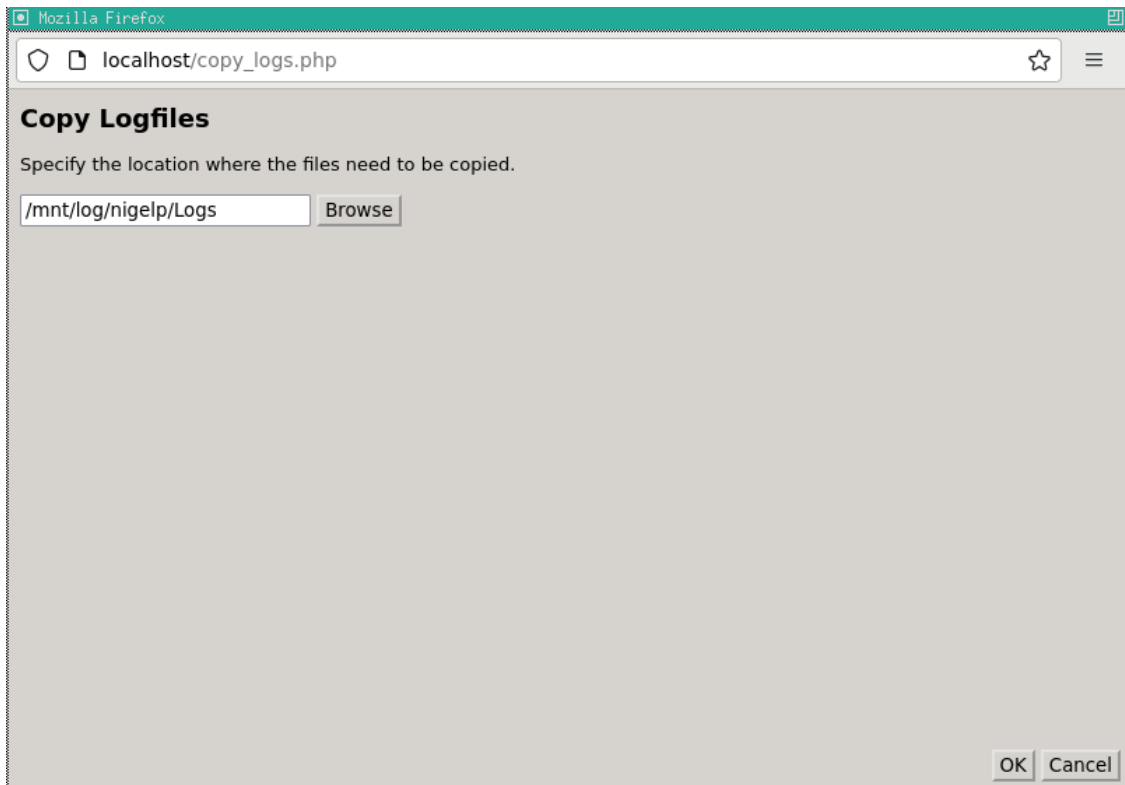 Mozilla Firefox
localhost/copy_logs.php
Copy Logfiles
Specify the location where the files need to be copied.
/mnt/log/nigelp/Logs Browse
OK Cancel